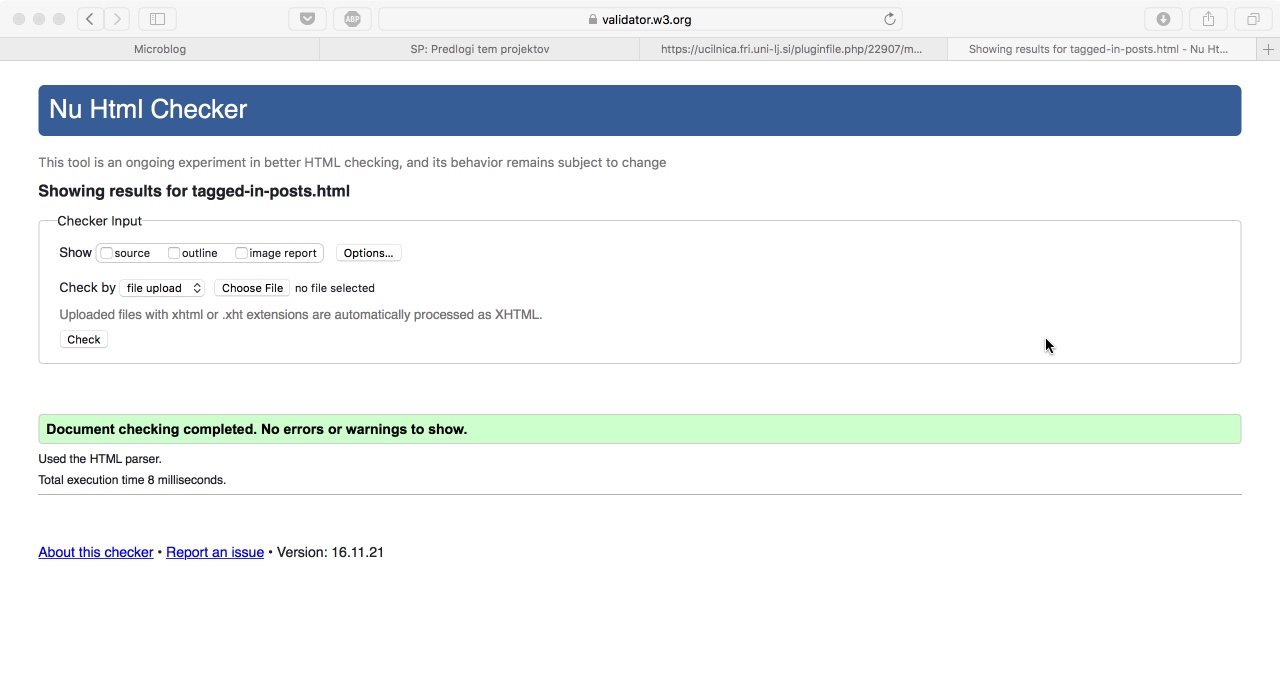 validator.w3.org
ABP
Microblog
SP: Predlogi tem projektov
https://ucilnica.fri.uni-lj.si/pluginfile.php/22907/m...
Showing results for tagged-in-posts.html - Nu Ht...
Nu Html Checker
This tool is an ongoing experiment in better HTML checking, and its behavior remains subject to change
Showing results for tagged-in-posts.html
Checker Input
Show source outline image report Options...
Check by file upload Choose File no file selected
Uploaded files with xhtml or .xht extensions are automatically processed as XHTML.
Check
Document checking completed. No errors or warnings to show.
Used the HTML parser.
Total execution time 8 milliseconds.
About this checker • Report an issue • Version: 16.11.21